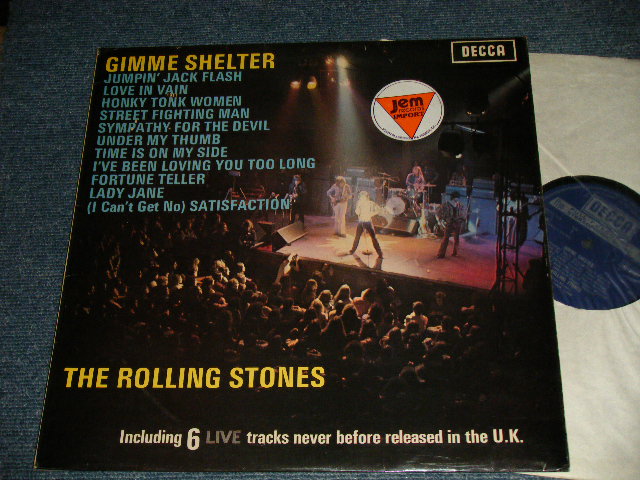 GIMME SHELTER
JUMPIN' JACK FLASH
LOVE IN VAIN
HONKY TONK WOMEN
STREET FIGHTING MAN
SYMPATHY FOR THE DEVIL
UNDER MY THUMB
TIME IS ON MY SIDE
I'VE BEEN LOVING YOU TOO LONG
FORTUNE TELLER
LADY JANE
(I Can't Get No) SATISFACTION
DECCA
jem
RECORDS
IMPORT
DECCA
THE ROLLING STONES
Including 6 LIVE tracks never before released in the U.K.